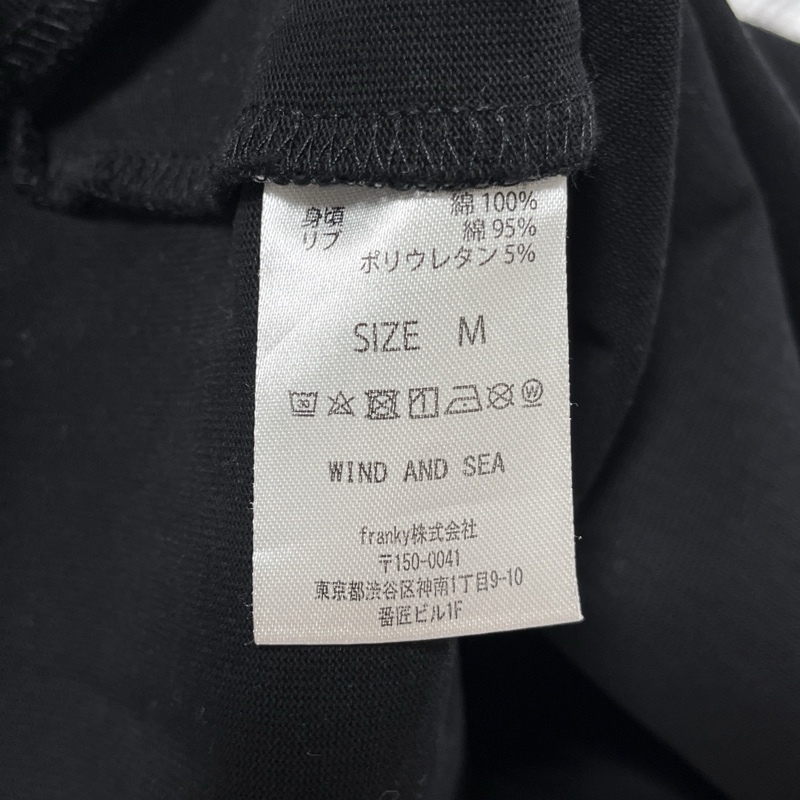 身頃 綿 100%
リブ 綿 95%
ポリウレタン 5%
SIZE M
30 W
WIND AND SEA
franky株式会社
〒150-0041
東京都渋谷区神南1丁目9-10
番匠ビル1F